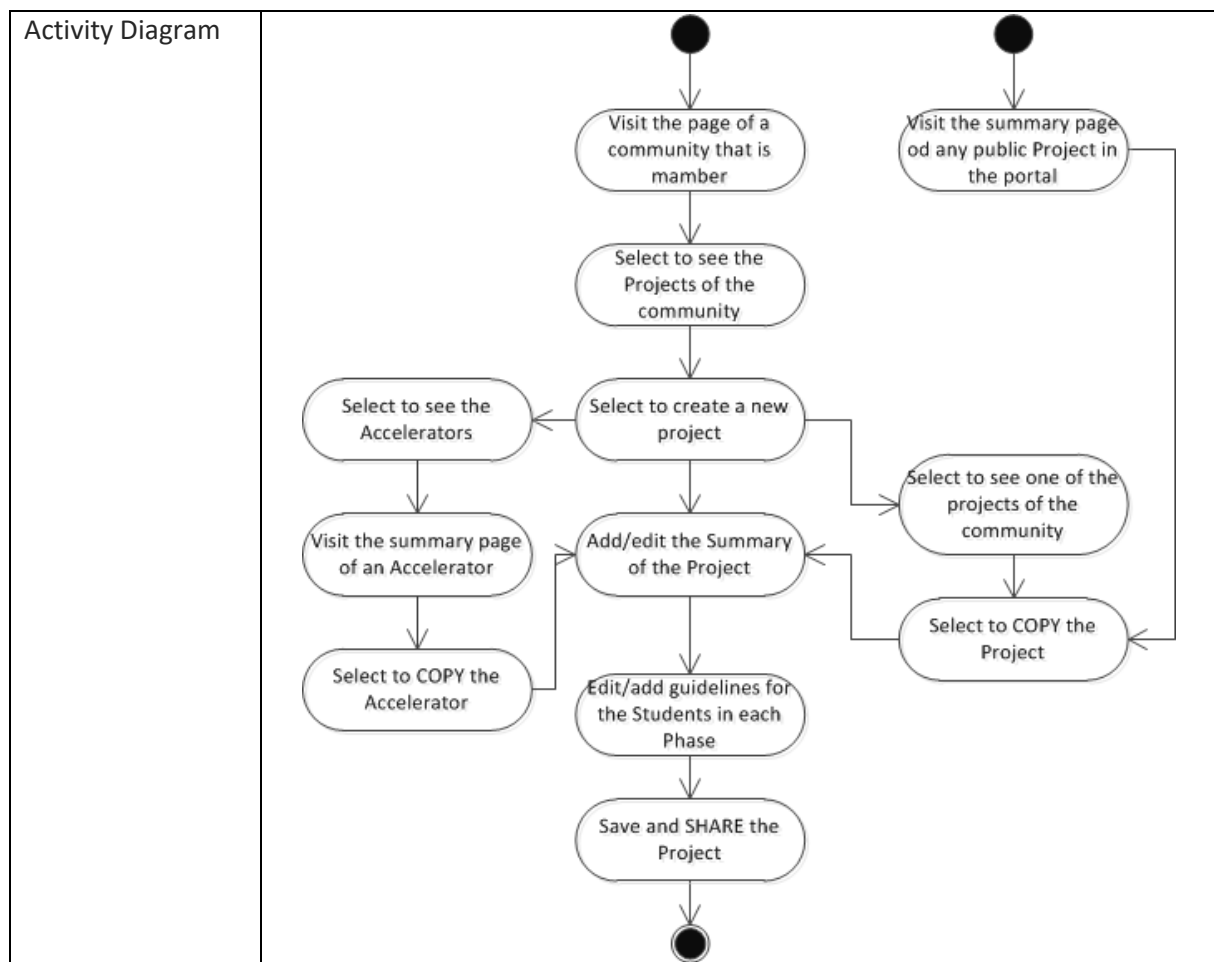 Activity Diagram
Visit the page of a
community that is
mamber
Visit the summary page
od any public Project in
the portal
Select to see the
Projects of the
community
Select to see the
Accelerators
Select to create a new
project
Select to see one of the
projects of the
community
Visit the summary page
of an Accelerator
Add/edit the Summary
of the Project
Select to COPY the
Project
Select to COPY the
Accelerator
Edit/add guidelines for
the Students in each
Phase
Save and SHARE the
Project